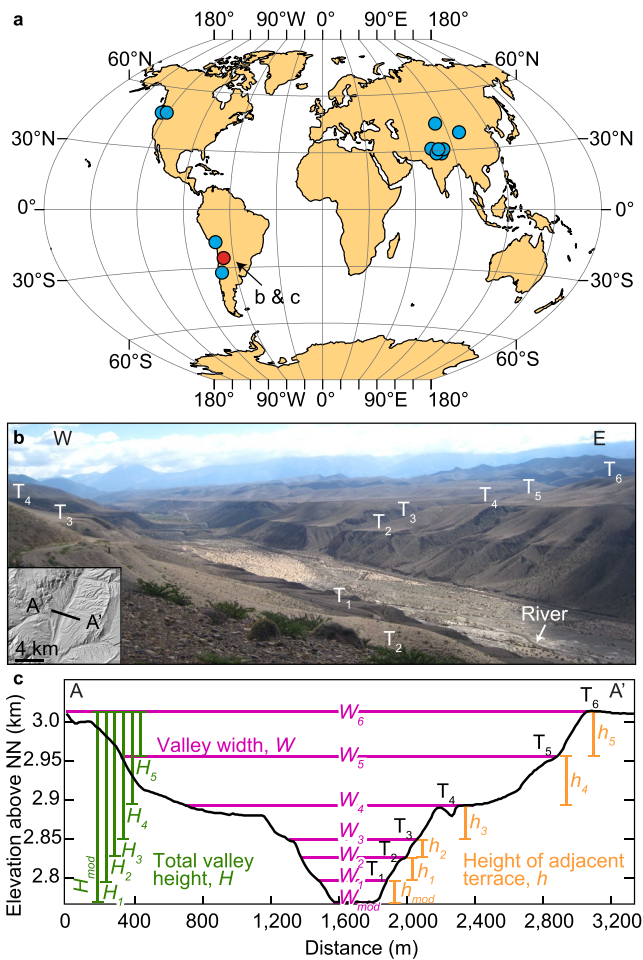 a
180° 90°W 0° 90°E 180°
60°N 60°N
30°N 30°N
0° 0°
30°S 30°S
b & c
60°S 60°S
180° 90°W 0° 90°E 180°
b W E
T4 T3 T2 T3 T4 T5 T6
T1
T2
River
A A'
4 km
c A A'
T6
W6
Valley width, W
W5
T5
W4
T4
W3
T3
W2
T2
W1
T1
Wmod
H5
H4
H3
H2
H1
Hmod
Total valley
height, H
h5
h4
h3
h2
h1
hmod
Height of adjacent
terrace, h
Elevation above NN (km)
3.0
2.95
2.9
2.85
2.8
0 400 800 1,200 1,600 2,000 2,400 2,800 3,200
Distance (m)